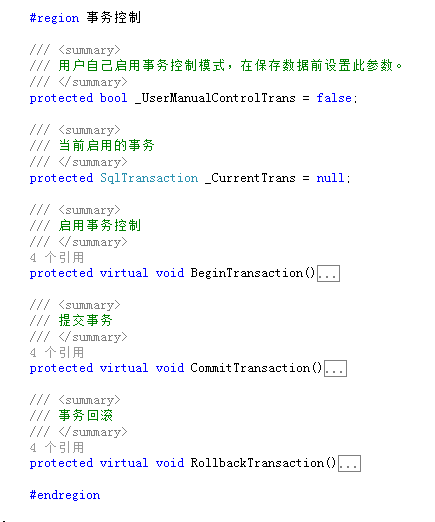 #region 事务控制
/// <summary>
/// 用户自己启用事务控制模式，在保存数据前设置此参数。
/// </summary>
protected bool _UserManualControlTrans = false;
/// <summary>
/// 当前启用的事务
/// </summary>
protected SqlTransaction _CurrentTrans = null;
/// <summary>
/// 启用事务控制
/// </summary>
4 个引用
protected virtual void BeginTransaction()...
/// <summary>
/// 提交事务
/// </summary>
4 个引用
protected virtual void CommitTransaction()...
/// <summary>
/// 事务回滚
/// </summary>
4 个引用
protected virtual void RollbackTransaction()...
#endregion